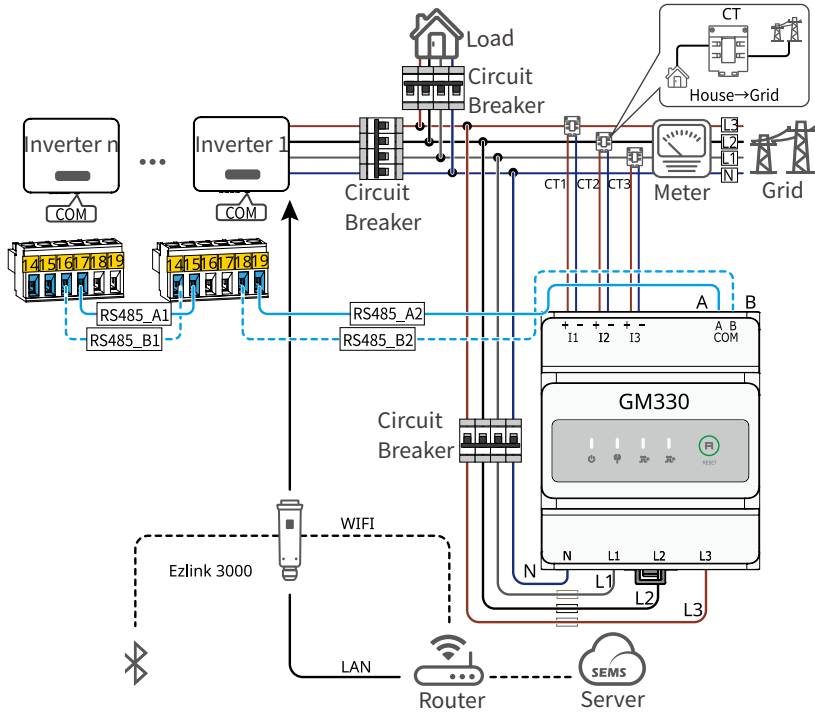 Load
CT
House→Grid
Circuit
Breaker
Inverter n
...
Inverter 1
L3
L2
L1
N
Circuit
Breaker
CT1
CT2
CT3
Meter
Grid
COM
COM
14 15 16 17 18 19
14 15 16 17 18 19
RS485_A1
RS485_B1
RS485_A2
RS485_B2
A
B
+ - + - + -
I1 I2 I3
A B
COM
GM330
RESET
Circuit
Breaker
N L1 L2 L3
N
L1
L2
L3
WIFI
Ezlink 3000
LAN
Router
SEMS
Server